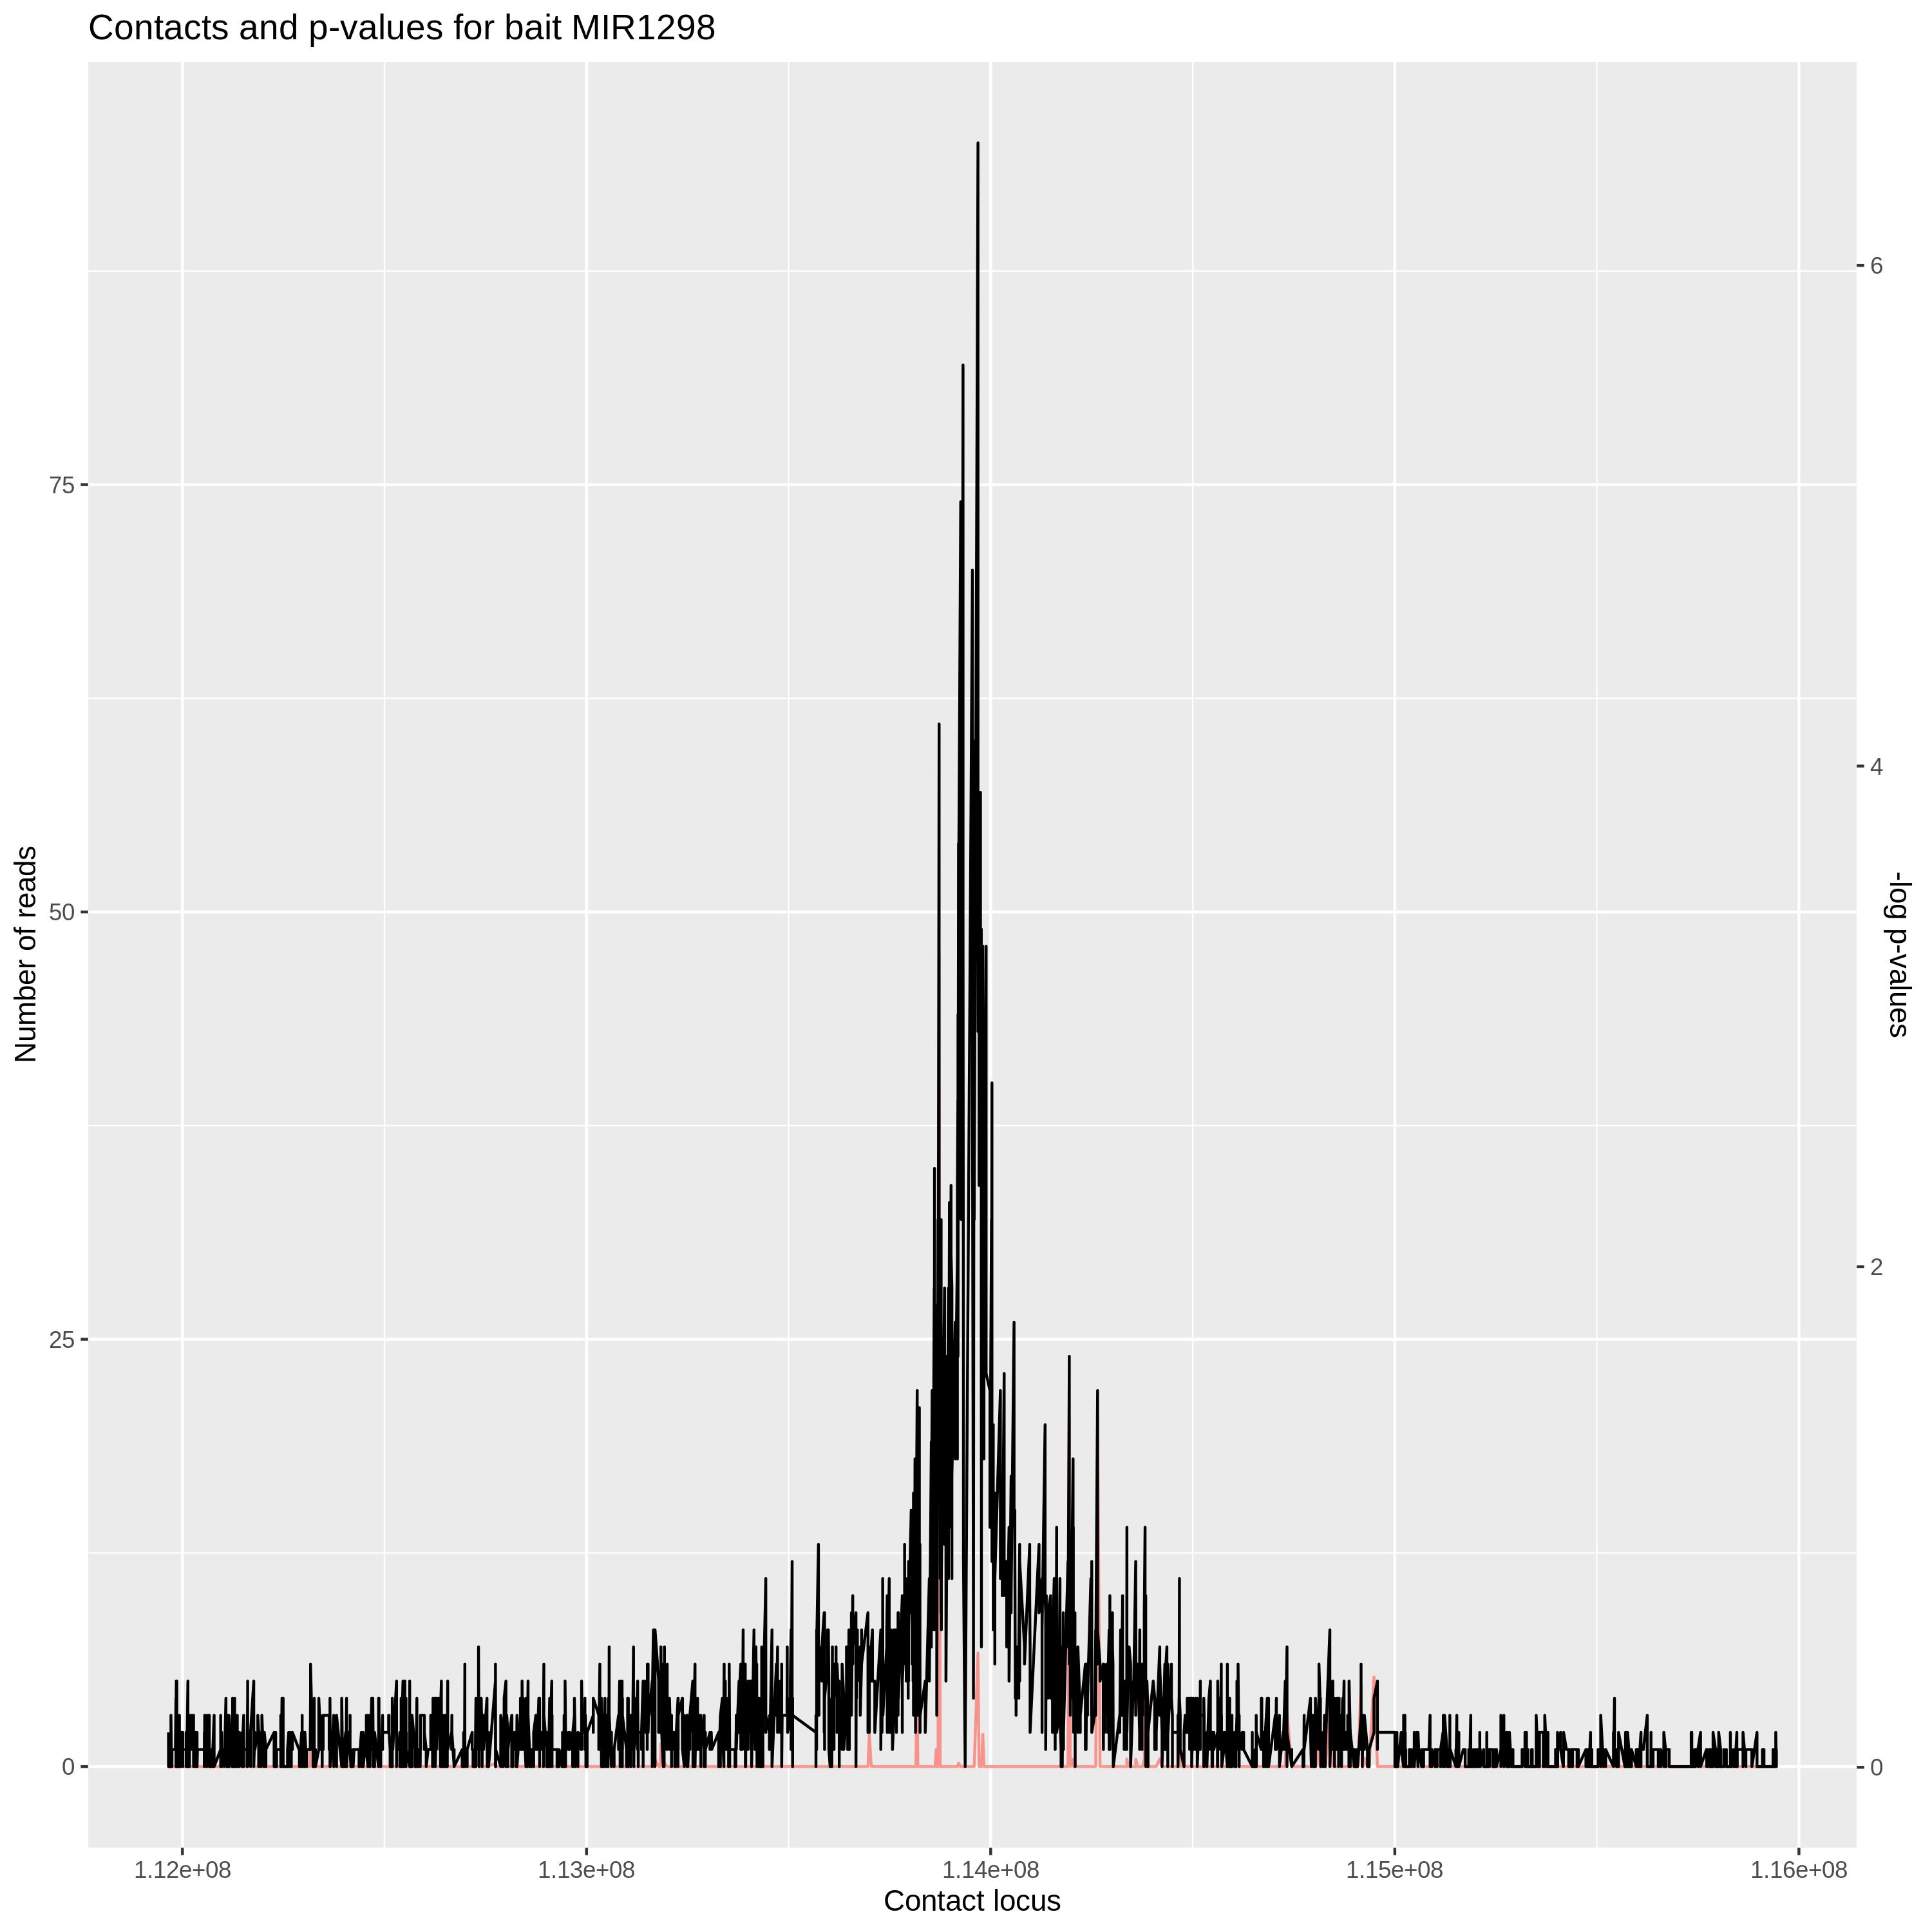 Contacts and p-values for bait MIR1298
Number of reads
75
50
25
0
6
4
2
0
-log p-values
1.12e+08
1.13e+08
1.14e+08
1.15e+08
1.16e+08
Contact locus